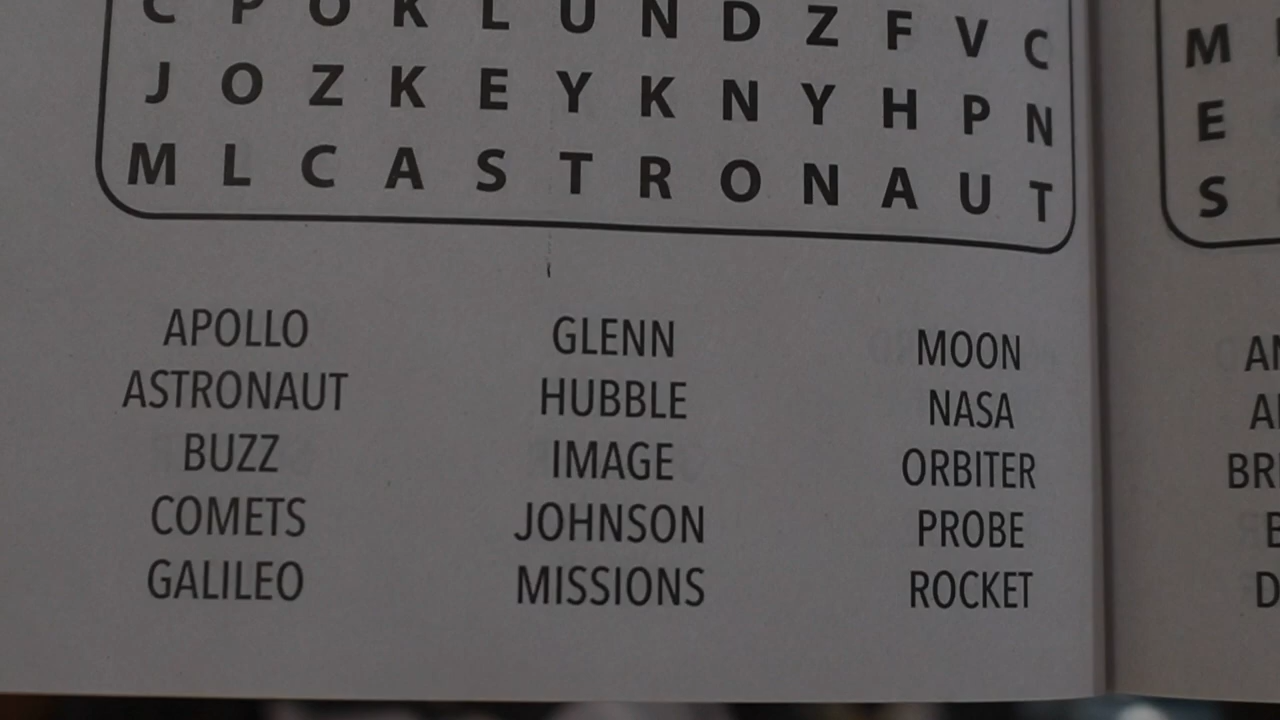 C P O K L U N D Z F V C
J O Z K E Y K N Y H P N
M L C A S T R O N A U T
APOLLO
ASTRONAUT
BUZZ
COMETS
GALILEO
GLENN
HUBBLE
IMAGE
JOHNSON
MISSIONS
MOON
NASA
ORBITER
PROBE
ROCKET
M
E
S